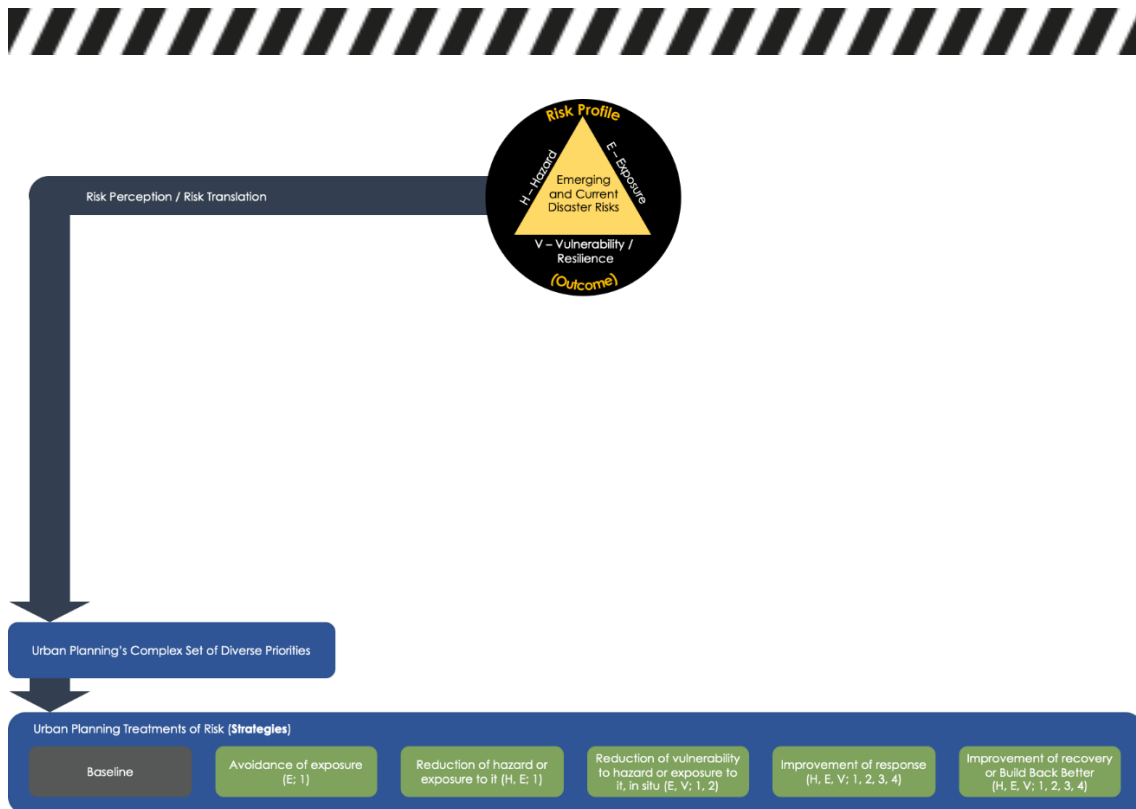 Risk Profile
H – Hazard
E – Exposure
Emerging
and Current
Disaster Risks
V – Vulnerability /
Resilience
(Outcome)
Risk Perception / Risk Translation
Urban Planning’s Complex Set of Diverse Priorities
Urban Planning Treatments of Risk (Strategies)
Baseline
Avoidance of exposure
(E; 1)
Reduction of hazard or
exposure to it (H, E; 1)
Reduction of vulnerability
to hazard or exposure to
it, in situ (E, V; 1, 2)
Improvement of response
(H, E, V; 1, 2, 3, 4)
Improvement of recovery
or Build Back Better
(H, E, V; 1, 2, 3, 4)